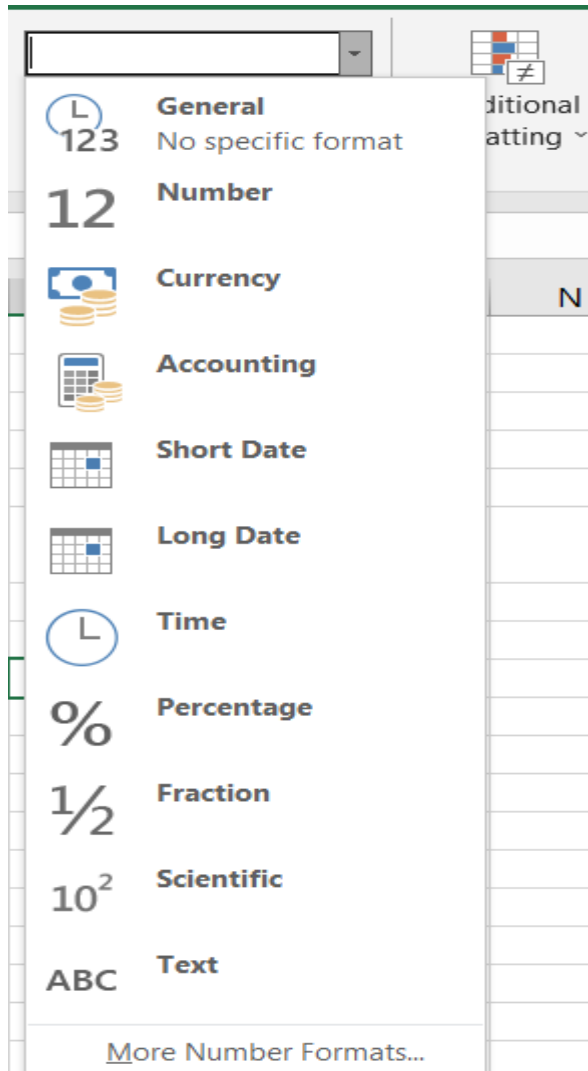 ditional
atting
General
123
No specific format
12
Number
Currency
N
Accounting
Short Date
Long Date
Time
%
Percentage
½
Fraction
10²
Scientific
ABC
Text
More Number Formats...